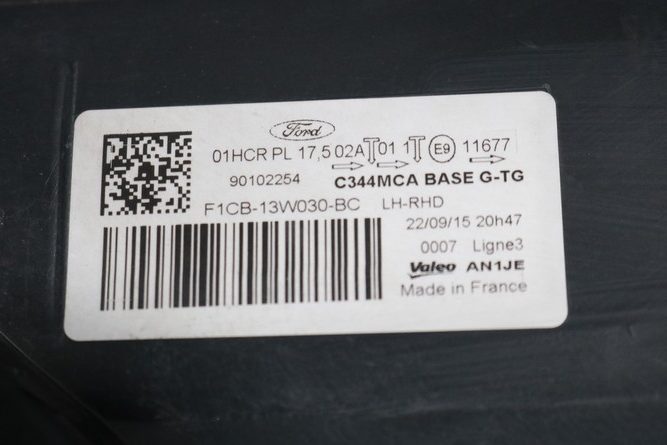 Ford
01HCR PL 17,5 02A 01 1 E9 11677
90102254 C344MCA BASE G-TG
F1CB-13W030-BC LH-RHD
22/09/15 20h47
0007 Ligne3
Valeo AN1JE
Made in France